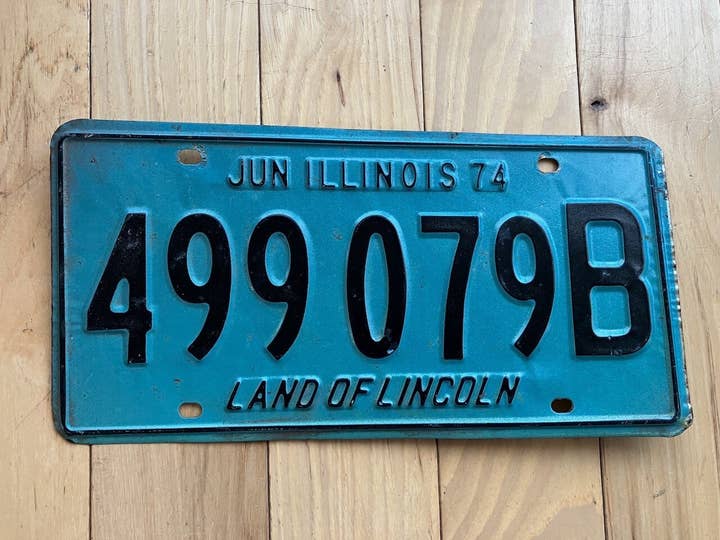 JUN ILLINOIS 74
499 079B
LAND OF LINCOLN